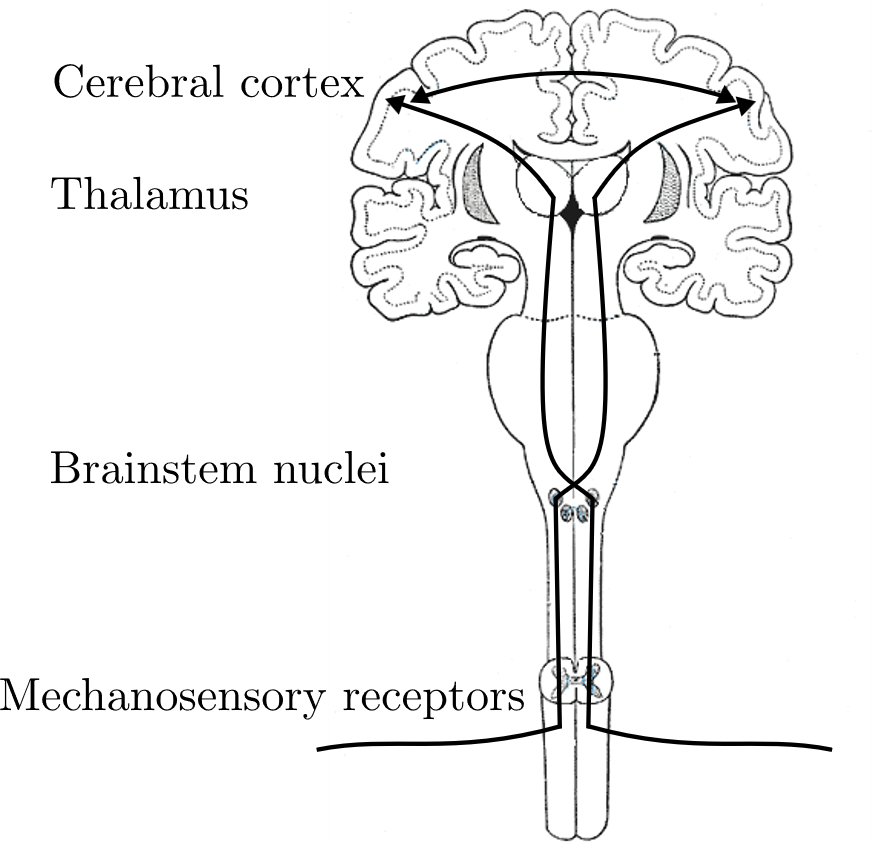 Cerebral cortex
Thalamus
Brainstem nuclei
Mechanosensory receptors